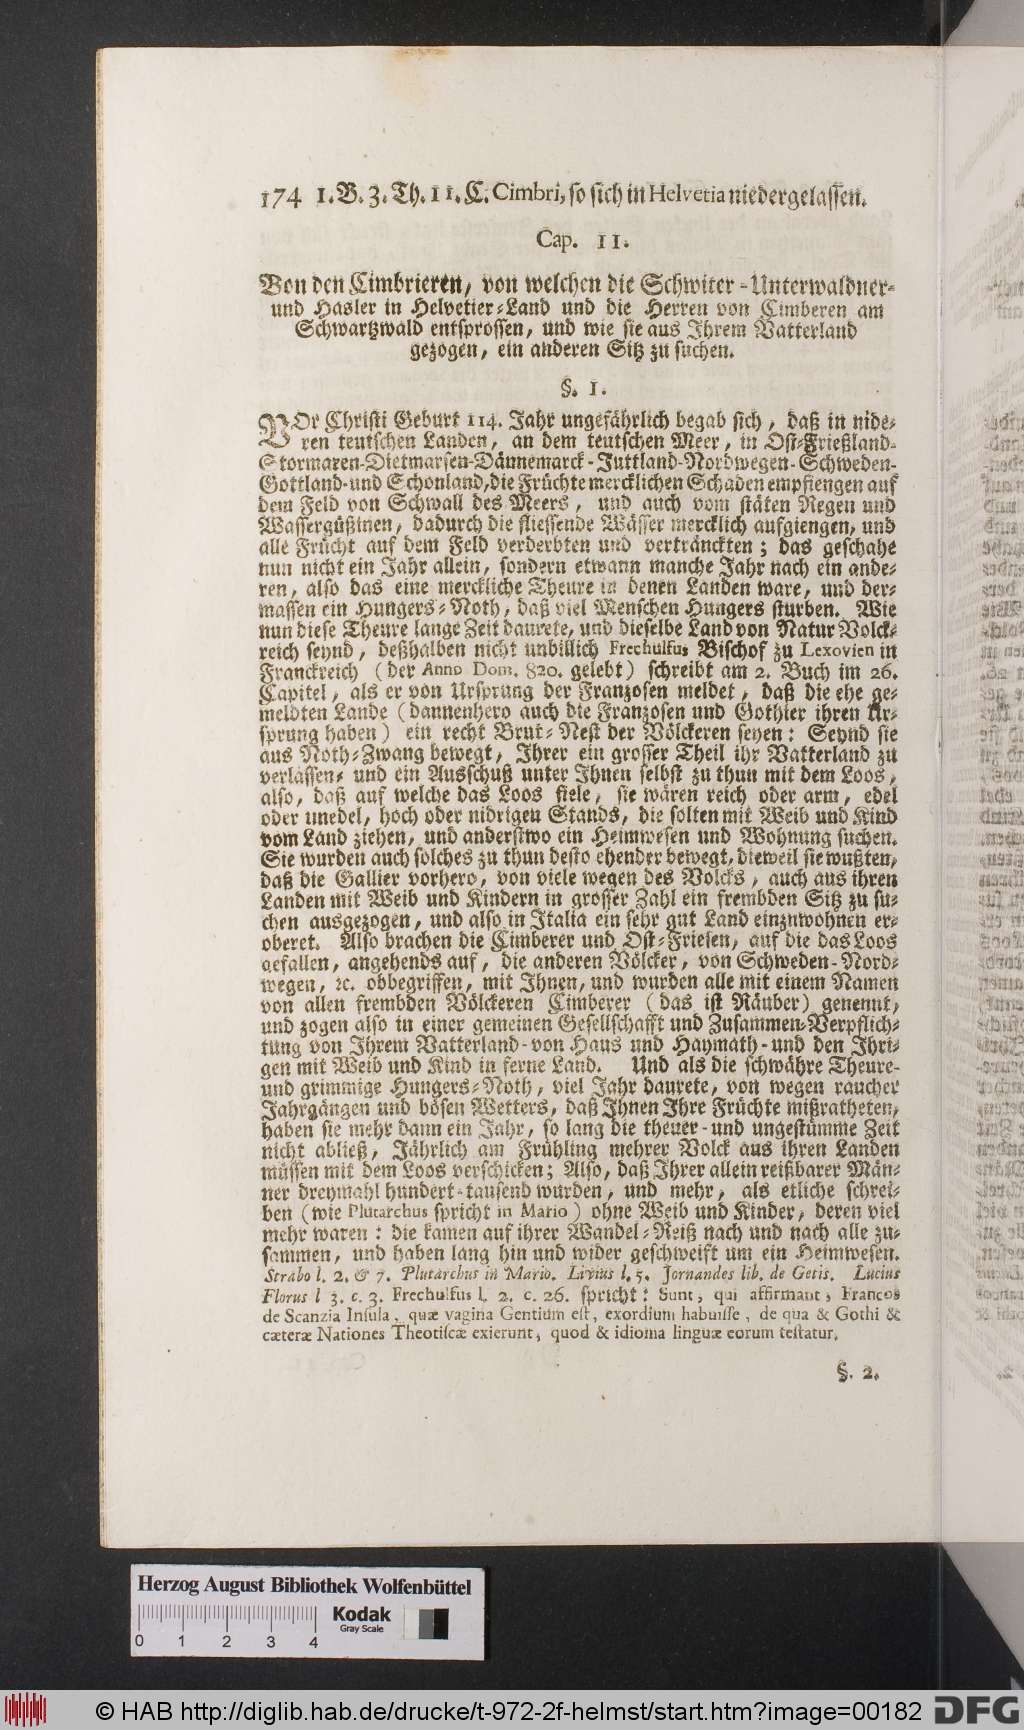 174 1. B. 3. Th. 11. C. Cimbri, so sich in Helvetia niedergelassen.
Cap. 11.
Von den Cimbrieren, von welchen die Schwiter-Unterwaldner-
und Hasler in Helvetier-Land und die Herren von Cimberen am
Schwartzwald entsprossen, und wie sie aus Ihrem Vatterland
gezogen, ein anderen Sitz zu suchen.
§. 1.
VOr Christi Geburt 114. Jahr ungefährlich begab sich, daß in nide-
ren teutschen Landen, an dem teutschen Meer, in Ost-Frießland-
Stormaren-Dietmarsen-Dännemarck-Juttland-Nordwegen-Schweden-
Gottland-und Schonland, die Früchte mercklichen Schaden empfiengen auf
dem Feld von Schwall des Meers, und auch vom stäten Regen und
Wassergüßinen, dadurch die fliessende Wässer mercklich aufgiengen, und
alle Frücht auf dem Feld verderbten und vertränckten; das geschahe
nun nicht ein Jahr allein, sondern etwann manche Jahr nach ein ande-
ren, also das eine merckliche Theure in denen Landen ware, und der-
massen ein Hungers-Noth, daß viel Menschen Hungers sturben. Wie
nun diese Theure lange Zeit daurete, und dieselbe Land von Natur Volck-
reich seynd, deßhalben nicht unbillich Frechulfus Bischof zu Lexovien in
Franckreich (der Anno Dom. 820. gelebt) schreibt am 2. Buch im 26.
Capitel, als er von Ursprung der Franzosen meldet, daß die ehe ge-
meldten Lande (dannenhero auch die Franzosen und Gothier ihren Ur-
sprung haben) ein recht Brut-Nest der Völckeren seyen: Seynd sie
aus Noth-Zwang bewegt, Ihrer ein grosser Theil ihr Vatterland zu
verlassen, und ein Ausschuß unter Ihnen selbst zu thun mit dem Loos,
also, daß auf welche das Loos fiele, sie wären reich oder arm, edel
oder unedel, hoch oder nidrigen Stands, die solten mit Weib und Kind
vom Land ziehen, und anderstwo ein Heimwesen und Wohnung suchen.
Sie wurden auch solches zu thun desto ehender bewegt, dieweil sie wußten,
daß die Gallier vorhero, von viele wegen des Volcks, auch aus ihren
Landen mit Weib und Kindern in grosser Zahl ein frembden Sitz zu su-
chen ausgezogen, und also in Italia ein sehr gut Land einzuwohnen er-
oberet. Also brachen die Cimberer und Ost-Friesen, auf die das Loos
gefallen, angehends auf, die anderen Völcker, von Schweden-Nord-
wegen, ꝛc. obbegriffen, mit Ihnen, und wurden alle mit einem Namen
von allen frembden Völckeren Cimberer (das ist Räuber) genennt,
und zogen also in einer gemeinen Gesellschafft und Zusammen-Verpflich-
tung von Ihrem Vatterland-von Haus und Haymath-und den Ihri-
gen mit Weib und Kind in ferne Land. Und als die schwähre Theure-
und grimmige Hungers-Noth, viel Jahr daurete, von wegen raucher
Jahrgängen und bösen Wetters, daß Ihnen Ihre Früchte mißratheten,
haben sie mehr dann ein Jahr, so lang die theuer-und ungestümme Zeit
nicht abließ, Jährlich am Frühling mehrer Volck aus ihren Landen
müssen mit dem Loos verschicken; Also, daß Ihrer allein reißbarer Män-
ner dreymahl hundert-tausend wurden, und mehr, als etliche schrei-
ben (wie Plutarchus spricht in Mario) ohne Weib und Kinder, deren viel
mehr waren: die kamen auf ihrer Wandel-Reiß nach und nach alle zu-
sammen, und haben lang hin und wider geschweift um ein Heimwesen.
Strabo l. 2. & 7. Plutarchus in Mario. Livius l. 5. Jornandes lib. de Getis. Lucius
Florus l 3. c. 3. Frechulfus l. 2. c. 26. spricht: Sunt, qui affirmant, Francos
de Scanzia Insula, quæ vagina Gentium est, exordium habuisse, de qua & Gothi &
cæteræ Nationes Theotiscæ exierunt, quod & idioma linguæ eorum testatur.
§. 2.
Herzog August Bibliothek Wolfenbüttel
0 1 2 3 4
Kodak
Gray Scale
© HAB http://diglib.hab.de/drucke/t-972-2f-helmst/start.htm?image=00182
DFG